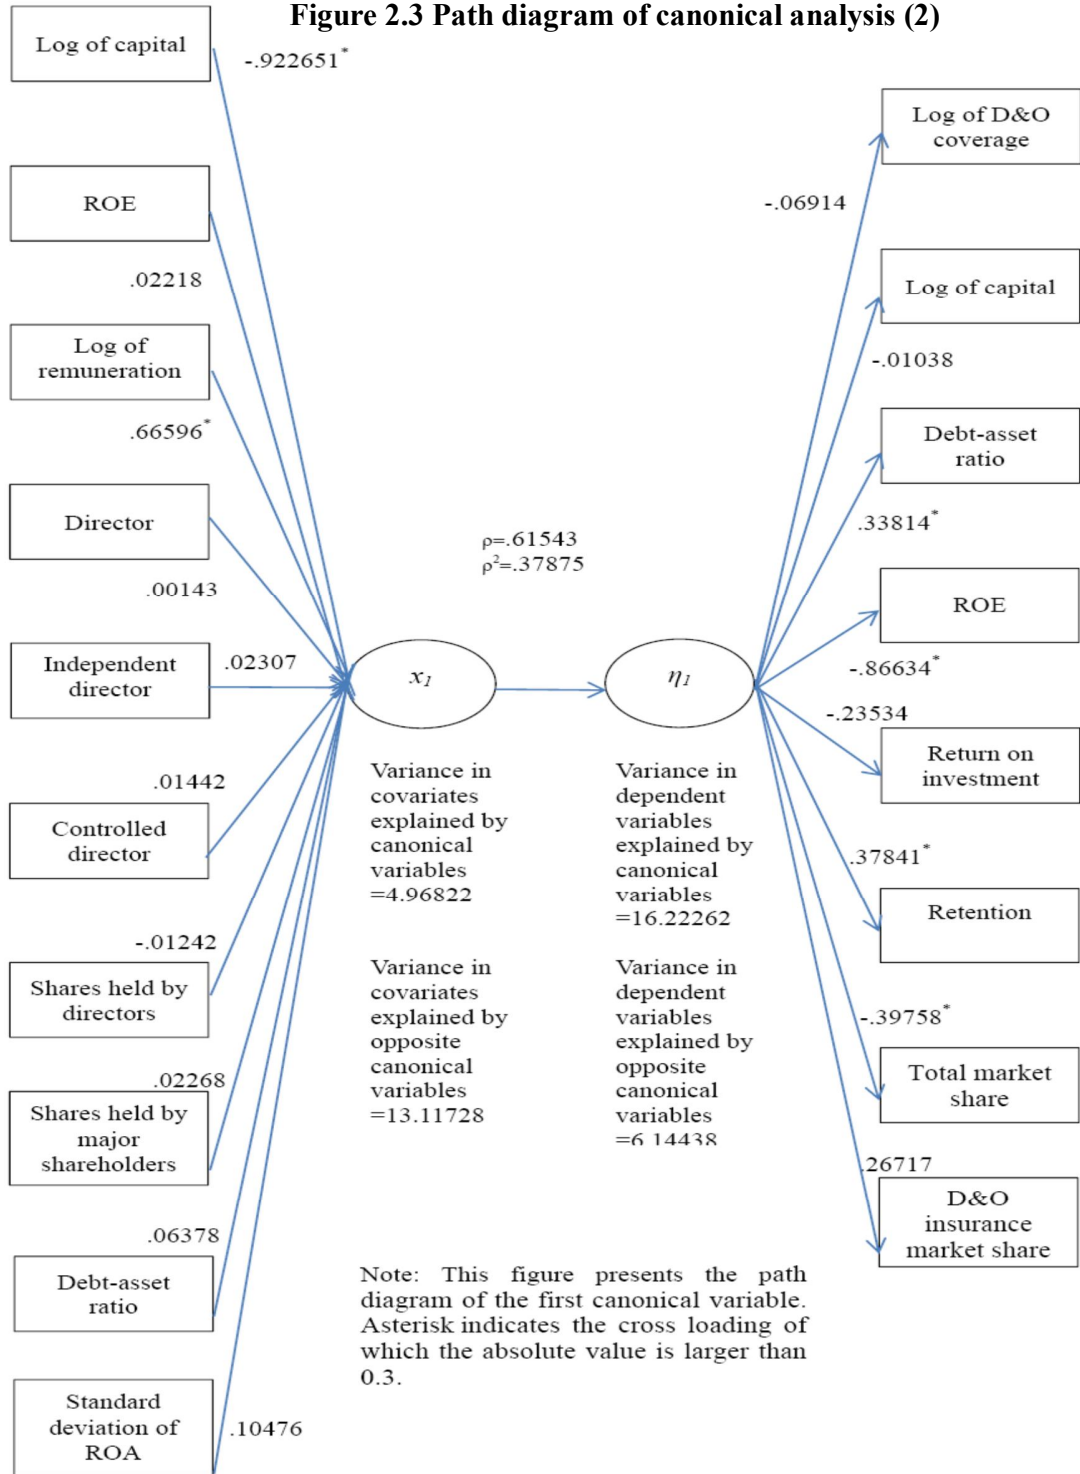 Figure 2.3 Path diagram of canonical analysis (2)
Log of capital
-.922651*
ROE
.02218
Log of
remuneration
.66596*
Director
.00143
Independent
director
.02307
.01442
Controlled
director
-.01242
Shares held by
directors
.02268
Shares held by
major
shareholders
.06378
Debt-asset
ratio
Standard
deviation of
ROA
.10476
ρ=.61543
ρ²=.37875
x₁
η₁
Variance in
covariates
explained by
canonical
variables
=4.96822
Variance in
covariates
explained by
opposite
canonical
variables
=13.11728
Variance in
dependent
variables
explained by
canonical
variables
=16.22262
Variance in
dependent
variables
explained by
opposite
canonical
variables
=6.14438
Log of D&O
coverage
-.06914
Log of capital
-.01038
Debt-asset
ratio
.33814*
ROE
-.86634*
-.23534
Return on
investment
.37841*
Retention
-.39758*
Total market
share
.26717
D&O
insurance
market share
Note: This figure presents the path
diagram of the first canonical variable.
Asterisk indicates the cross loading of
which the absolute value is larger than
0.3.